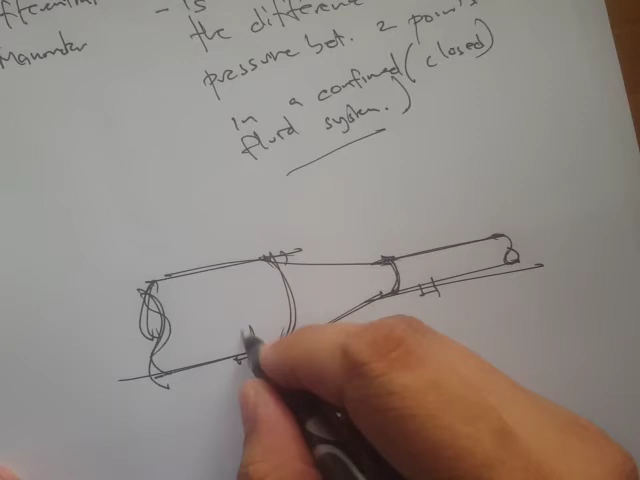 - is
the difference
Manometer
pressure bet. 2 points
in a confined (closed)
fluid system.)